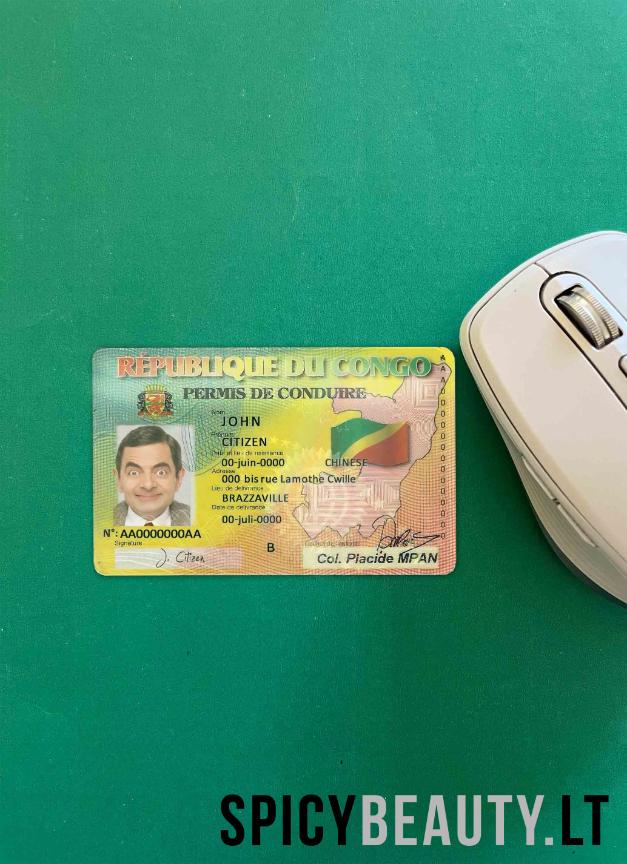 RÉPUBLIQUE DU CONGO
PERMIS DE CONDUIRE
Nom
JOHN
Prénom
CITIZEN
Date et lieu de naissance
00-juin-0000 CHINESE
Adresse
000 bis rue Lamothe Cwille
Lieu de délivrance
BRAZZAVILLE
Date de délivrance
00-juil-0000
N°: AA0000000AA
Signature
J. Citizen
B
Col. Placide MPAN
SPICYBEAUTY.LT